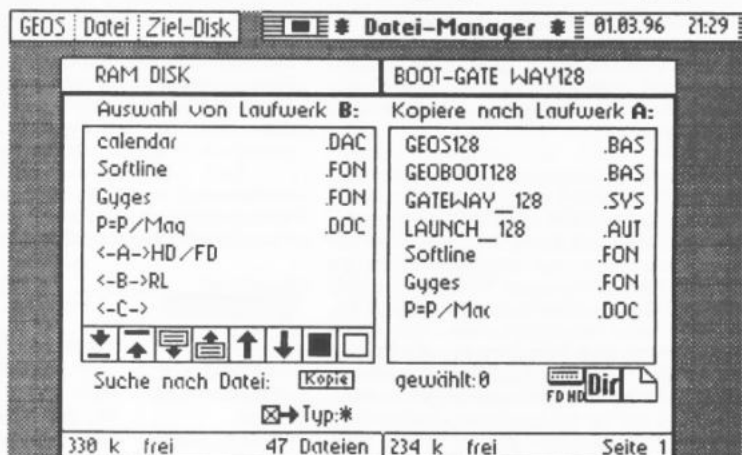 GEOS Datei Ziel-Disk * Datei-Manager * 01.03.96 21:29
RAM DISK
BOOT-GATE WAY128
Auswahl von Laufwerk B:
calendar .DAC
Softline .FON
Gyges .FON
P=P/Mag .DOC
<-A->HD/FD
<-B->RL
<-C->
Kopiere nach Laufwerk A:
GEOS128 .BAS
GEOBOOT128 .BAS
GATEWAY_128 .SYS
LAUNCH_128 .AUT
Softline .FON
Gyges .FON
P=P/Mac .DOC
Suche nach Datei: Kopie gewählt:0 FD HD Dir
Typ:*
330 k frei 47 Dateien 234 k frei Seite 1